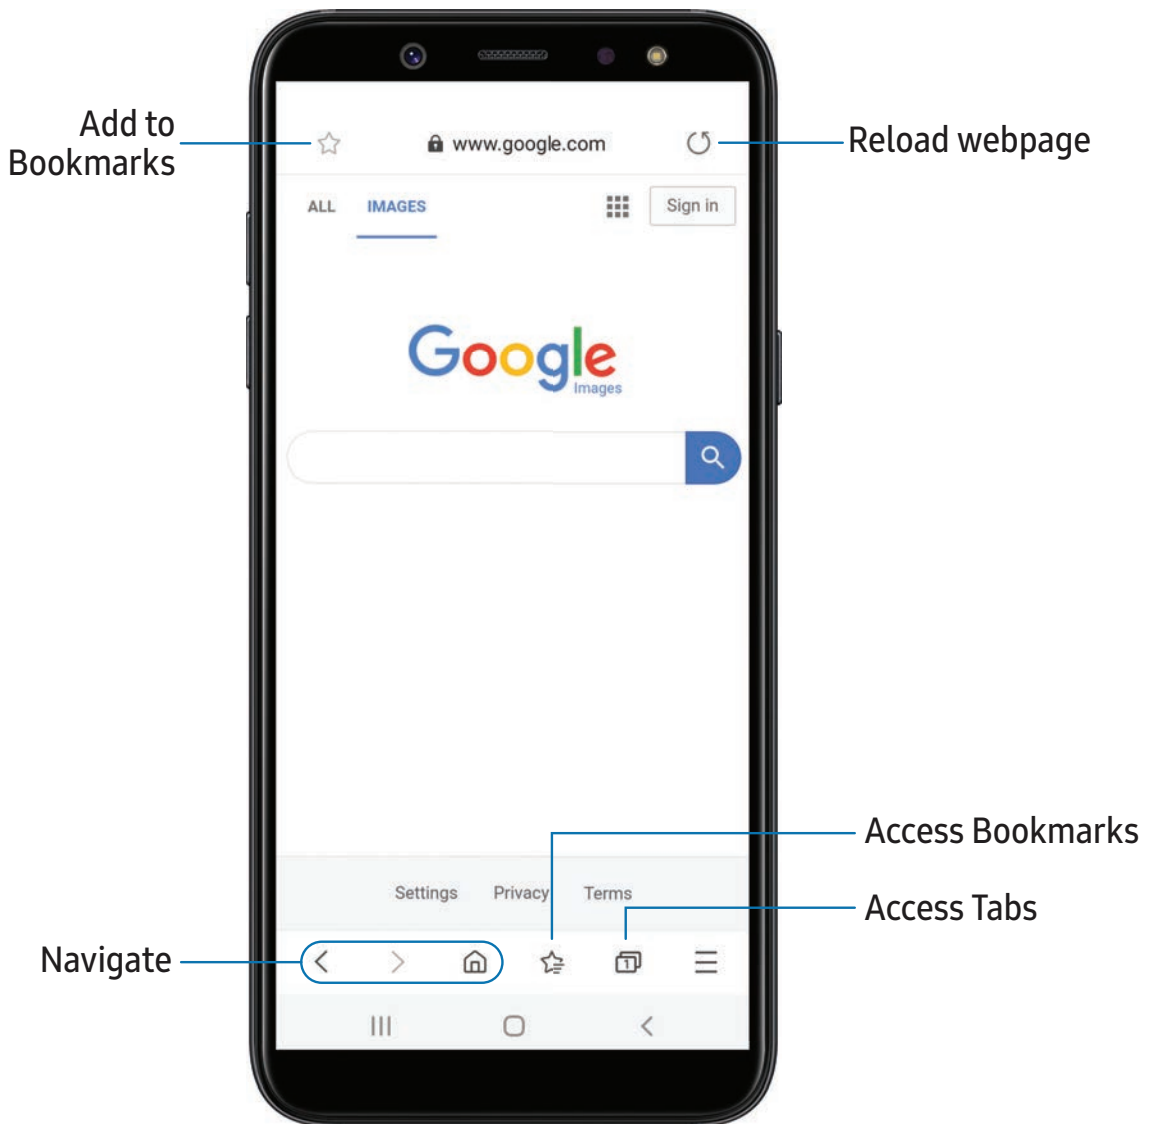 Add to
Bookmarks
www.google.com
Reload webpage
ALL IMAGES
Sign in
Google
Images
Access Bookmarks
Settings Privacy Terms
Access Tabs
Navigate
1